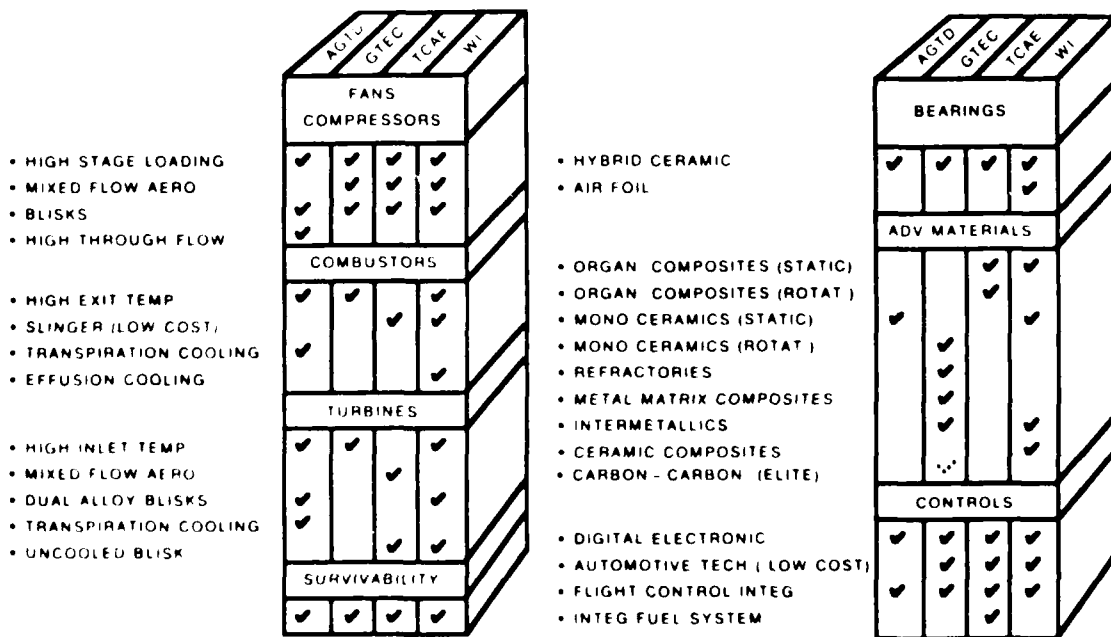 AGTD GTEC TCAE WI
FANS
COMPRESSORS
• HIGH STAGE LOADING ✔ ✔ ✔ ✔
• MIXED FLOW AERO ✔ ✔ ✔
• BLISKS ✔ ✔ ✔ ✔
• HIGH THROUGH FLOW ✔
COMBUSTORS
• HIGH EXIT TEMP ✔ ✔ ✔
• SLINGER (LOW COST) ✔ ✔
• TRANSPIRATION COOLING ✔
• EFFUSION COOLING ✔
TURBINES
• HIGH INLET TEMP ✔ ✔ ✔
• MIXED FLOW AERO ✔
• DUAL ALLOY BLISKS ✔ ✔
• TRANSPIRATION COOLING ✔
• UNCOOLED BLISK ✔ ✔
SURVIVABILITY
✔ ✔ ✔ ✔
AGTD GTEC TCAE WI
BEARINGS
• HYBRID CERAMIC ✔ ✔ ✔ ✔
• AIR FOIL ✔
ADV MATERIALS
• ORGAN COMPOSITES (STATIC) ✔ ✔
• ORGAN COMPOSITES (ROTAT) ✔
• MONO CERAMICS (STATIC) ✔ ✔
• MONO CERAMICS (ROTAT) ✔
• REFRACTORIES ✔
• METAL MATRIX COMPOSITES ✔
• INTERMETALLICS ✔ ✔
• CERAMIC COMPOSITES ✔
• CARBON - CARBON (ELITE)
CONTROLS
• DIGITAL ELECTRONIC ✔ ✔ ✔ ✔
• AUTOMOTIVE TECH (LOW COST) ✔ ✔ ✔
• FLIGHT CONTROL INTEG ✔ ✔ ✔ ✔
• INTEG FUEL SYSTEM ✔